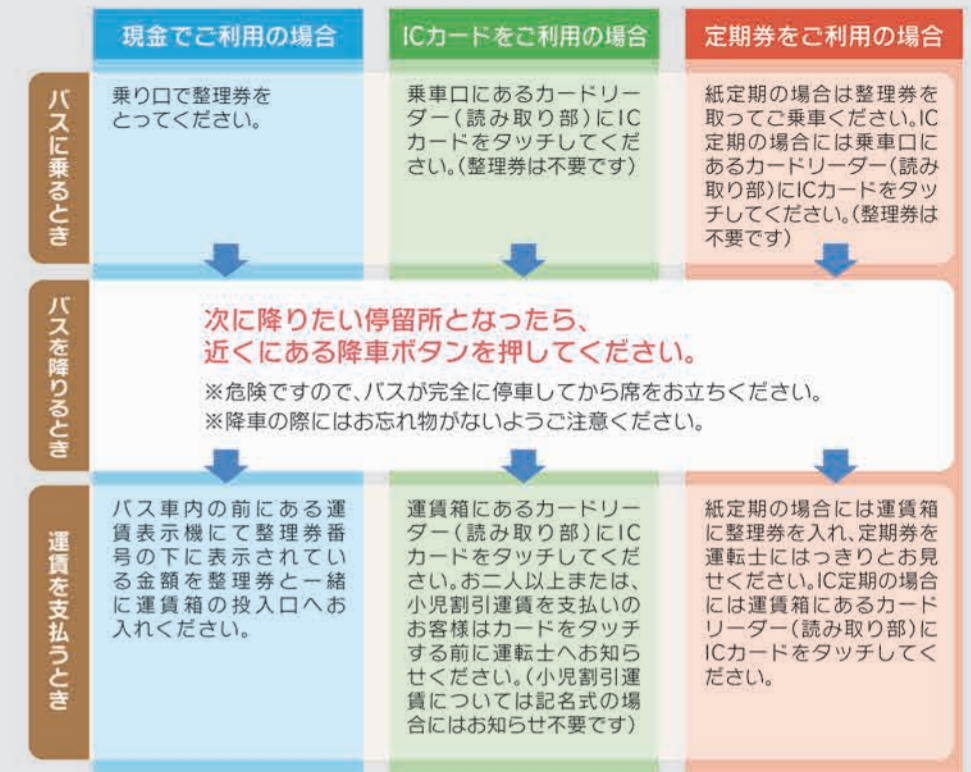 現金でご利用の場合
ICカードをご利用の場合
定期券をご利用の場合
バスに乗るとき
乗り口で整理券を
とってください。
乗車口にあるカードリー
ダー(読み取り部)にIC
カードをタッチしてくだ
さい。(整理券は不要です)
紙定期の場合は整理券を
取ってご乗車ください。IC
定期の場合には乗車口に
あるカードリーダー(読み
取り部)にICカードをタッ
チしてください。(整理券は
不要です)
バスを降りるとき
次に降りたい停留所となったら、
近くにある降車ボタンを押してください。
※危険ですので、バスが完全に停車してから席をお立ちください。
※降車の際にはお忘れ物がないようご注意ください。
運賃を支払うとき
バス車内の前にある運
賃表示機にて整理券番
号の下に表示されてい
る金額を整理券と一緒
に運賃箱の投入口へお
入れください。
運賃箱にあるカードリー
ダー(読み取り部)にIC
カードをタッチしてくだ
さい。お二人以上または、
小児割引運賃を支払いの
お客様はカードをタッチ
する前に運転士へお知ら
せください。(小児割引運
賃については記名式の場
合にはお知らせ不要です)
紙定期の場合には運賃箱
に整理券を入れ、定期券を
運転士にはっきりとお見
せください。IC定期の場合
には運賃箱にあるカード
リーダー(読み取り部)に
ICカードをタッチしてく
ださい。